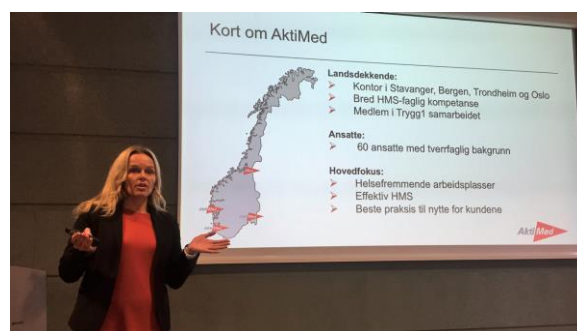 Kort om AktiMed
Landsdekkende:
Kontor i Stavanger, Bergen, Trondheim og Oslo
Bred HMS-faglig kompetanse
Medlem i Trygg1 samarbeidet
Ansatte:
60 ansatte med tverrfaglig bakgrunn
Hovedfokus:
Helsefremmende arbeidsplasser
Effektiv HMS
Beste praksis til nytte for kundene
AktiMed